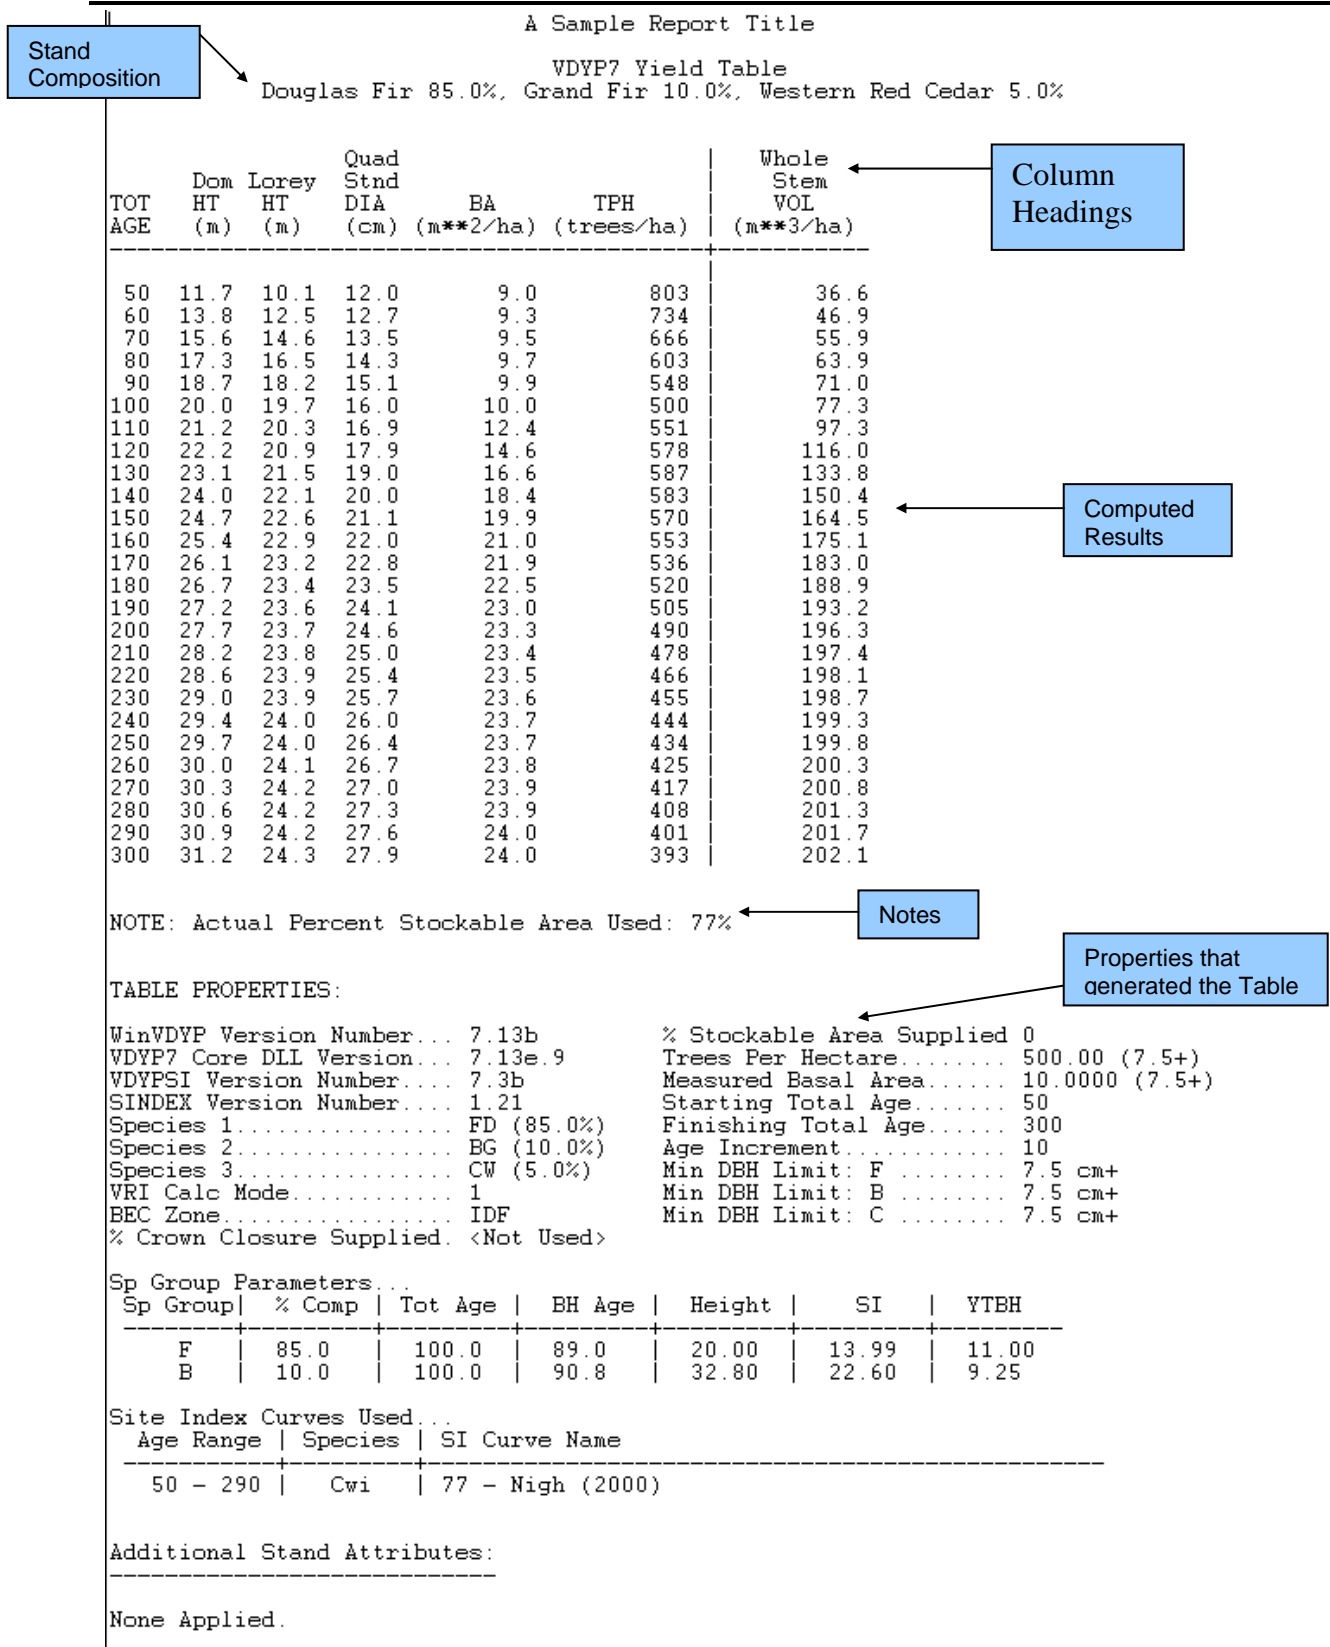 A Sample Report Title
Stand
Composition
VDYP7 Yield Table
Douglas Fir 85.0%, Grand Fir 10.0%, Western Red Cedar 5.0%
Quad | Whole
Dom Lorey Stnd | Stem
TOT HT HT DIA BA TPH | VOL
AGE (m) (m) (cm) (m**2/ha) (trees/ha) | (m**3/ha)
Column
Headings
50 11.7 10.1 12.0 9.0 803 | 36.6
60 13.8 12.5 12.7 9.3 734 | 46.9
70 15.6 14.6 13.5 9.5 666 | 55.9
80 17.3 16.5 14.3 9.7 603 | 63.9
90 18.7 18.2 15.1 9.9 548 | 71.0
100 20.0 19.7 16.0 10.0 500 | 77.3
110 21.2 20.3 16.9 12.4 551 | 97.3
120 22.2 20.9 17.9 14.6 578 | 116.0
130 23.1 21.5 19.0 16.6 587 | 133.8
140 24.0 22.1 20.0 18.4 583 | 150.4
150 24.7 22.6 21.1 19.9 570 | 164.5
160 25.4 22.9 22.0 21.0 553 | 175.1
170 26.1 23.2 22.8 21.9 536 | 183.0
180 26.7 23.4 23.5 22.5 520 | 188.9
190 27.2 23.6 24.1 23.0 505 | 193.2
200 27.7 23.7 24.6 23.3 490 | 196.3
210 28.2 23.8 25.0 23.4 478 | 197.4
220 28.6 23.9 25.4 23.5 466 | 198.1
230 29.0 23.9 25.7 23.6 455 | 198.7
240 29.4 24.0 26.0 23.7 444 | 199.3
250 29.7 24.0 26.4 23.7 434 | 199.8
260 30.0 24.1 26.7 23.8 425 | 200.3
270 30.3 24.2 27.0 23.9 417 | 200.8
280 30.6 24.2 27.3 23.9 408 | 201.3
290 30.9 24.2 27.6 24.0 401 | 201.7
300 31.2 24.3 27.9 24.0 393 | 202.1
Computed
Results
NOTE: Actual Percent Stockable Area Used: 77%
Notes
Properties that
generated the Table
TABLE PROPERTIES:
WinVDYP Version Number... 7.13b % Stockable Area Supplied 0
VDYP7 Core DLL Version... 7.13e.9 Trees Per Hectare........ 500.00 (7.5+)
VDYPSI Version Number.... 7.3b Measured Basal Area...... 10.0000 (7.5+)
SINDEX Version Number.... 1.21 Starting Total Age....... 50
Species 1................ FD (85.0%) Finishing Total Age...... 300
Species 2................ BG (10.0%) Age Increment............ 10
Species 3................ CW (5.0%) Min DBH Limit: F ........ 7.5 cm+
VRI Calc Mode............ 1 Min DBH Limit: B ........ 7.5 cm+
BEC Zone................. IDF Min DBH Limit: C ........ 7.5 cm+
% Crown Closure Supplied. <Not Used>
Sp Group Parameters...
Sp Group| % Comp | Tot Age | BH Age | Height | SI | YTBH
F | 85.0 | 100.0 | 89.0 | 20.00 | 13.99 | 11.00
B | 10.0 | 100.0 | 90.8 | 32.80 | 22.60 | 9.25
Site Index Curves Used...
Age Range | Species | SI Curve Name
50 - 290 | Cwi | 77 - Nigh (2000)
Additional Stand Attributes:
None Applied.